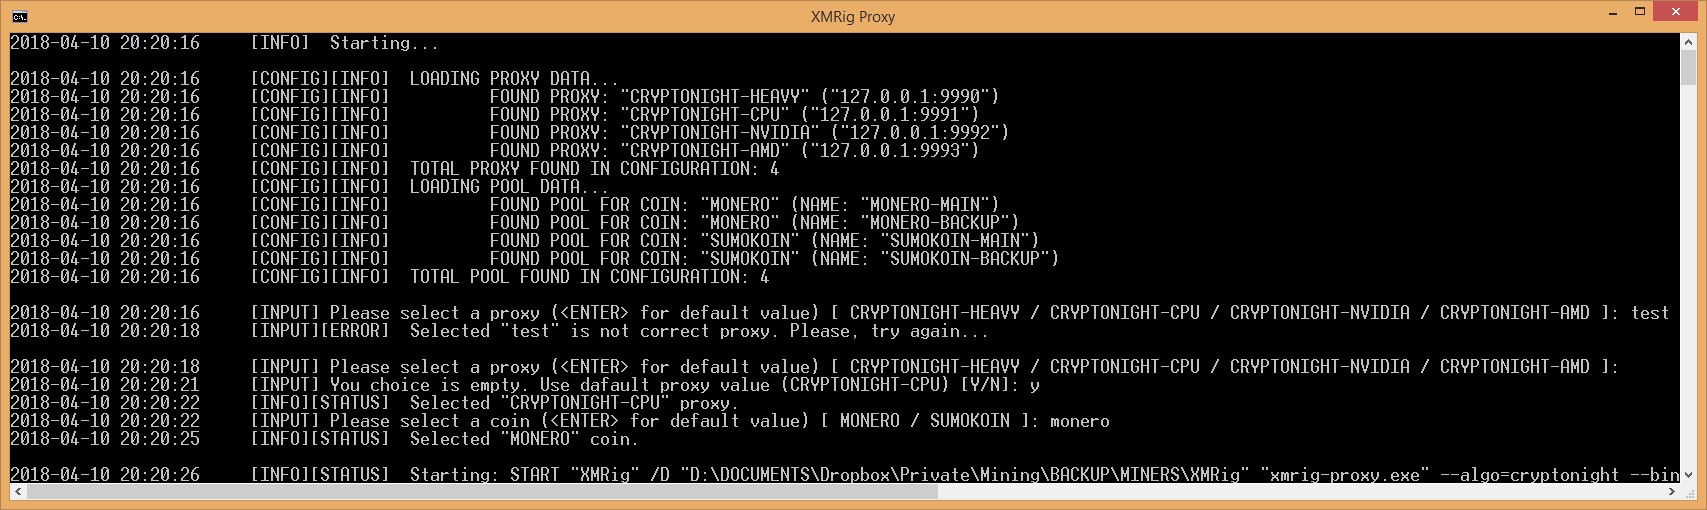 XMRig Proxy
2018-04-10 20:20:16 [INFO] Starting...
2018-04-10 20:20:16 [CONFIG][INFO] LOADING PROXY DATA...
2018-04-10 20:20:16 [CONFIG][INFO] FOUND PROXY: "CRYPTONIGHT-HEAVY" ("127.0.0.1:9990")
2018-04-10 20:20:16 [CONFIG][INFO] FOUND PROXY: "CRYPTONIGHT-CPU" ("127.0.0.1:9991")
2018-04-10 20:20:16 [CONFIG][INFO] FOUND PROXY: "CRYPTONIGHT-NVIDIA" ("127.0.0.1:9992")
2018-04-10 20:20:16 [CONFIG][INFO] FOUND PROXY: "CRYPTONIGHT-AMD" ("127.0.0.1:9993")
2018-04-10 20:20:16 [CONFIG][INFO] TOTAL PROXY FOUND IN CONFIGURATION: 4
2018-04-10 20:20:16 [CONFIG][INFO] LOADING POOL DATA...
2018-04-10 20:20:16 [CONFIG][INFO] FOUND POOL FOR COIN: "MONERO" (NAME: "MONERO-MAIN")
2018-04-10 20:20:16 [CONFIG][INFO] FOUND POOL FOR COIN: "MONERO" (NAME: "MONERO-BACKUP")
2018-04-10 20:20:16 [CONFIG][INFO] FOUND POOL FOR COIN: "SUMOKOIN" (NAME: "SUMOKOIN-MAIN")
2018-04-10 20:20:16 [CONFIG][INFO] FOUND POOL FOR COIN: "SUMOKOIN" (NAME: "SUMOKOIN-BACKUP")
2018-04-10 20:20:16 [CONFIG][INFO] TOTAL POOL FOUND IN CONFIGURATION: 4
2018-04-10 20:20:16 [INPUT] Please select a proxy (<ENTER> for default value) [ CRYPTONIGHT-HEAVY / CRYPTONIGHT-CPU / CRYPTONIGHT-NVIDIA / CRYPTONIGHT-AMD ]: test
2018-04-10 20:20:18 [INPUT][ERROR] Selected "test" is not correct proxy. Please, try again...
2018-04-10 20:20:18 [INPUT] Please select a proxy (<ENTER> for default value) [ CRYPTONIGHT-HEAVY / CRYPTONIGHT-CPU / CRYPTONIGHT-NVIDIA / CRYPTONIGHT-AMD ]:
2018-04-10 20:20:21 [INPUT] You choice is empty. Use dafault proxy value (CRYPTONIGHT-CPU) [Y/N]: y
2018-04-10 20:20:22 [INFO][STATUS] Selected "CRYPTONIGHT-CPU" proxy.
2018-04-10 20:20:22 [INPUT] Please select a coin (<ENTER> for default value) [ MONERO / SUMOKOIN ]: monero
2018-04-10 20:20:25 [INFO][STATUS] Selected "MONERO" coin.
2018-04-10 20:20:26 [INFO][STATUS] Starting: START "XMRig" /D "D:\DOCUMENTS\Dropbox\Private\Mining\BACKUP\MINERS\XMRig" "xmrig-proxy.exe" --algo=cryptonight --bin